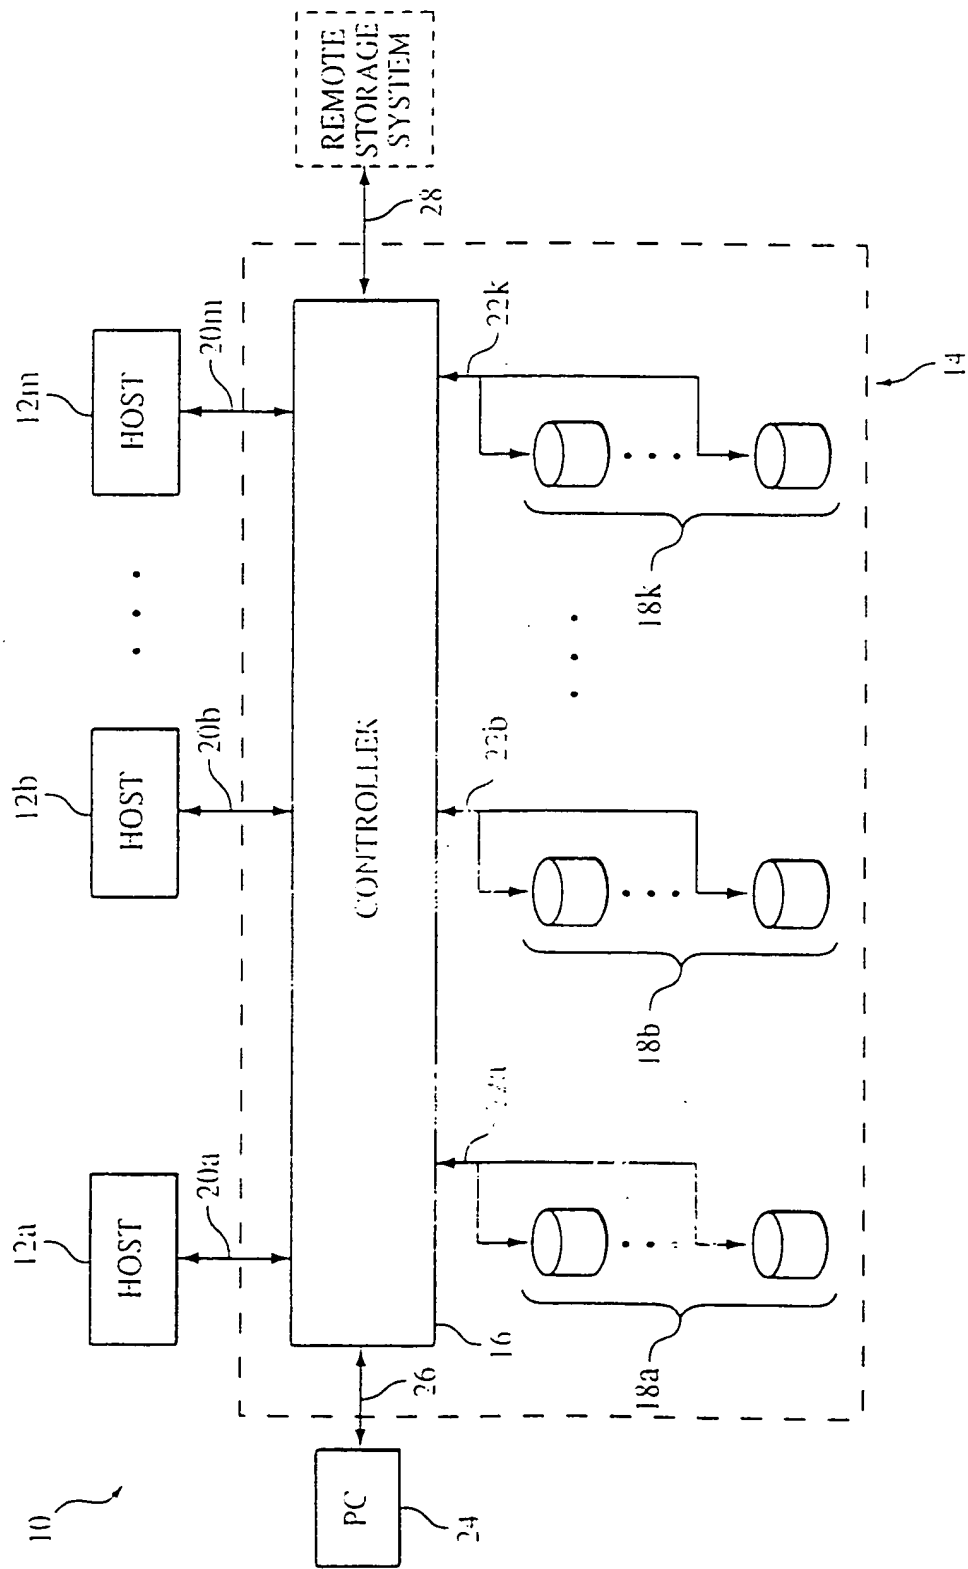 10
12a
HOST
20a
12b
HOST
20b
12m
HOST
20m
PC
24
26
CONTROLLER
16
28
REMOTE
STORAGE
SYSTEM
22b
22k
18a
18b
18k
14